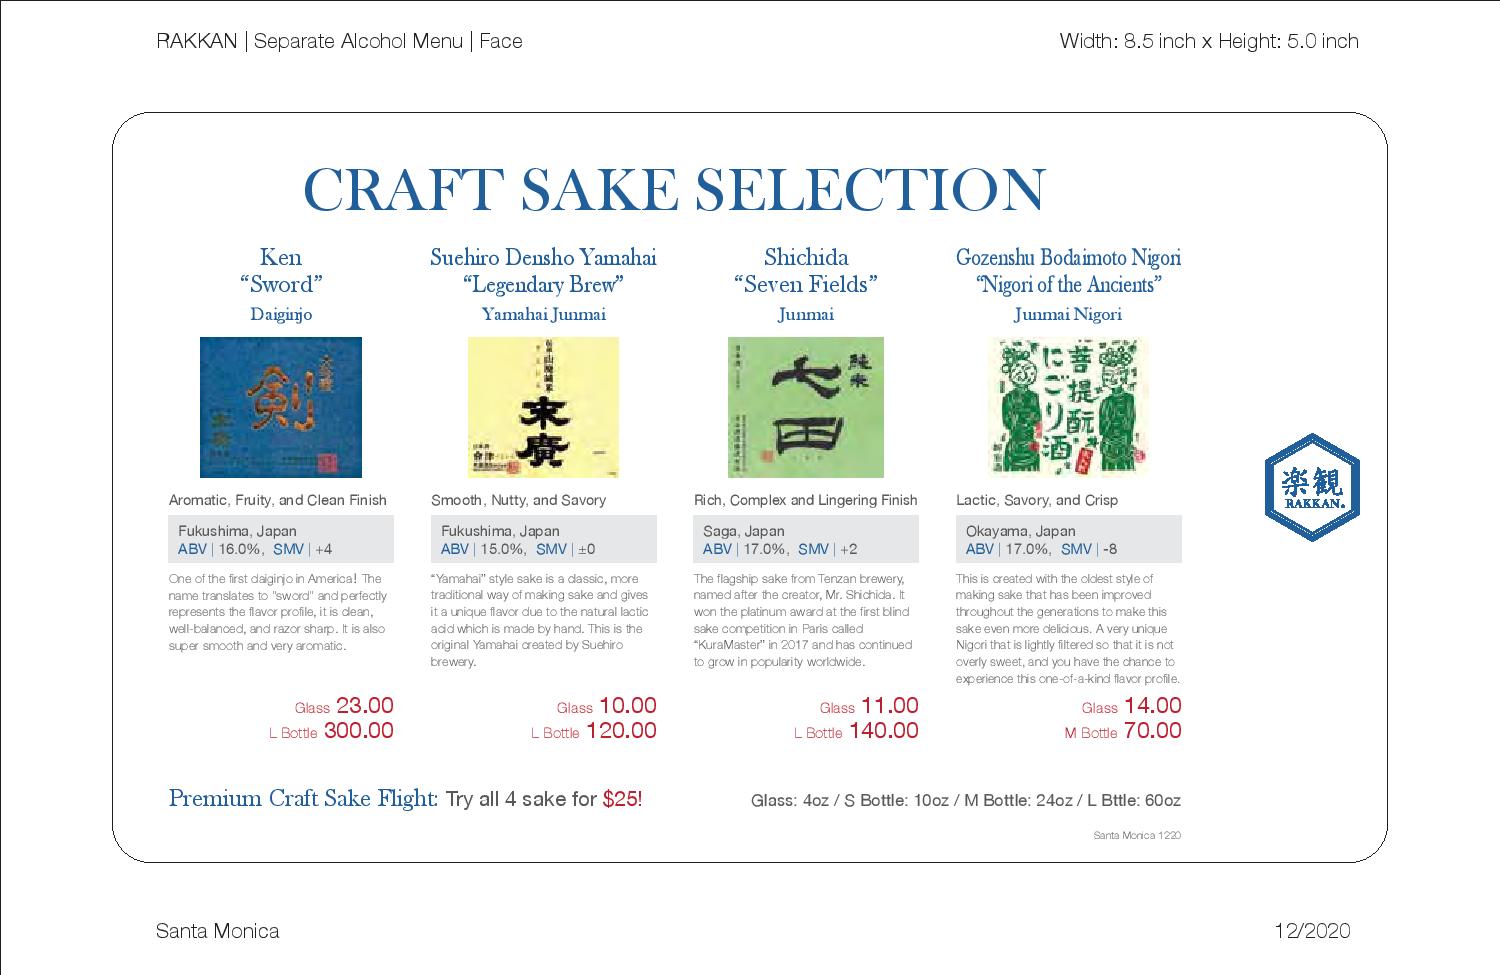 RAKKAN | Separate Alcohol Menu | Face
Width: 8.5 inch x Height: 5.0 inch
CRAFT SAKE SELECTION
Ken
“Sword”
Daiginjo
剣
Aromatic, Fruity, and Clean Finish
Fukushima, Japan
ABV | 16.0%, SMV | +4
One of the first daiginjo in America! The
name translates to "sword" and perfectly
represents the flavor profile, it is clean,
well-balanced, and razor sharp. It is also
super smooth and very aromatic.
Glass 23.00
L Bottle 300.00
Suehiro Densho Yamahai
“Legendary Brew”
Yamahai Junmai
末廣
會津
Smooth, Nutty, and Savory
Fukushima, Japan
ABV | 15.0%, SMV | ±0
“Yamahai” style sake is a classic, more
traditional way of making sake and gives
it a unique flavor due to the natural lactic
acid which is made by hand. This is the
original Yamahai created by Suehiro
brewery.
Glass 10.00
L Bottle 120.00
Shichida
“Seven Fields”
Junmai
純米
七田
Rich, Complex and Lingering Finish
Saga, Japan
ABV | 17.0%, SMV | +2
The flagship sake from Tenzan brewery,
named after the creator, Mr. Shichida. It
won the platinum award at the first blind
sake competition in Paris called
“KuraMaster” in 2017 and has continued
to grow in popularity worldwide.
Glass 11.00
L Bottle 140.00
Gozenshu Bodaimoto Nigori
“Nigori of the Ancients”
Junmai Nigori
菩提酛
にごり酒
Lactic, Savory, and Crisp
Okayama, Japan
ABV | 17.0%, SMV | -8
This is created with the oldest style of
making sake that has been improved
throughout the generations to make this
sake even more delicious. A very unique
Nigori that is lightly filtered so that it is not
overly sweet, and you have the chance to
experience this one-of-a-kind flavor profile.
Glass 14.00
M Bottle 70.00
楽観
RAKKAN.
Premium Craft Sake Flight: Try all 4 sake for $25!
Glass: 4oz / S Bottle: 10oz / M Bottle: 24oz / L Bttle: 60oz
Santa Monica 1220
Santa Monica
12/2020